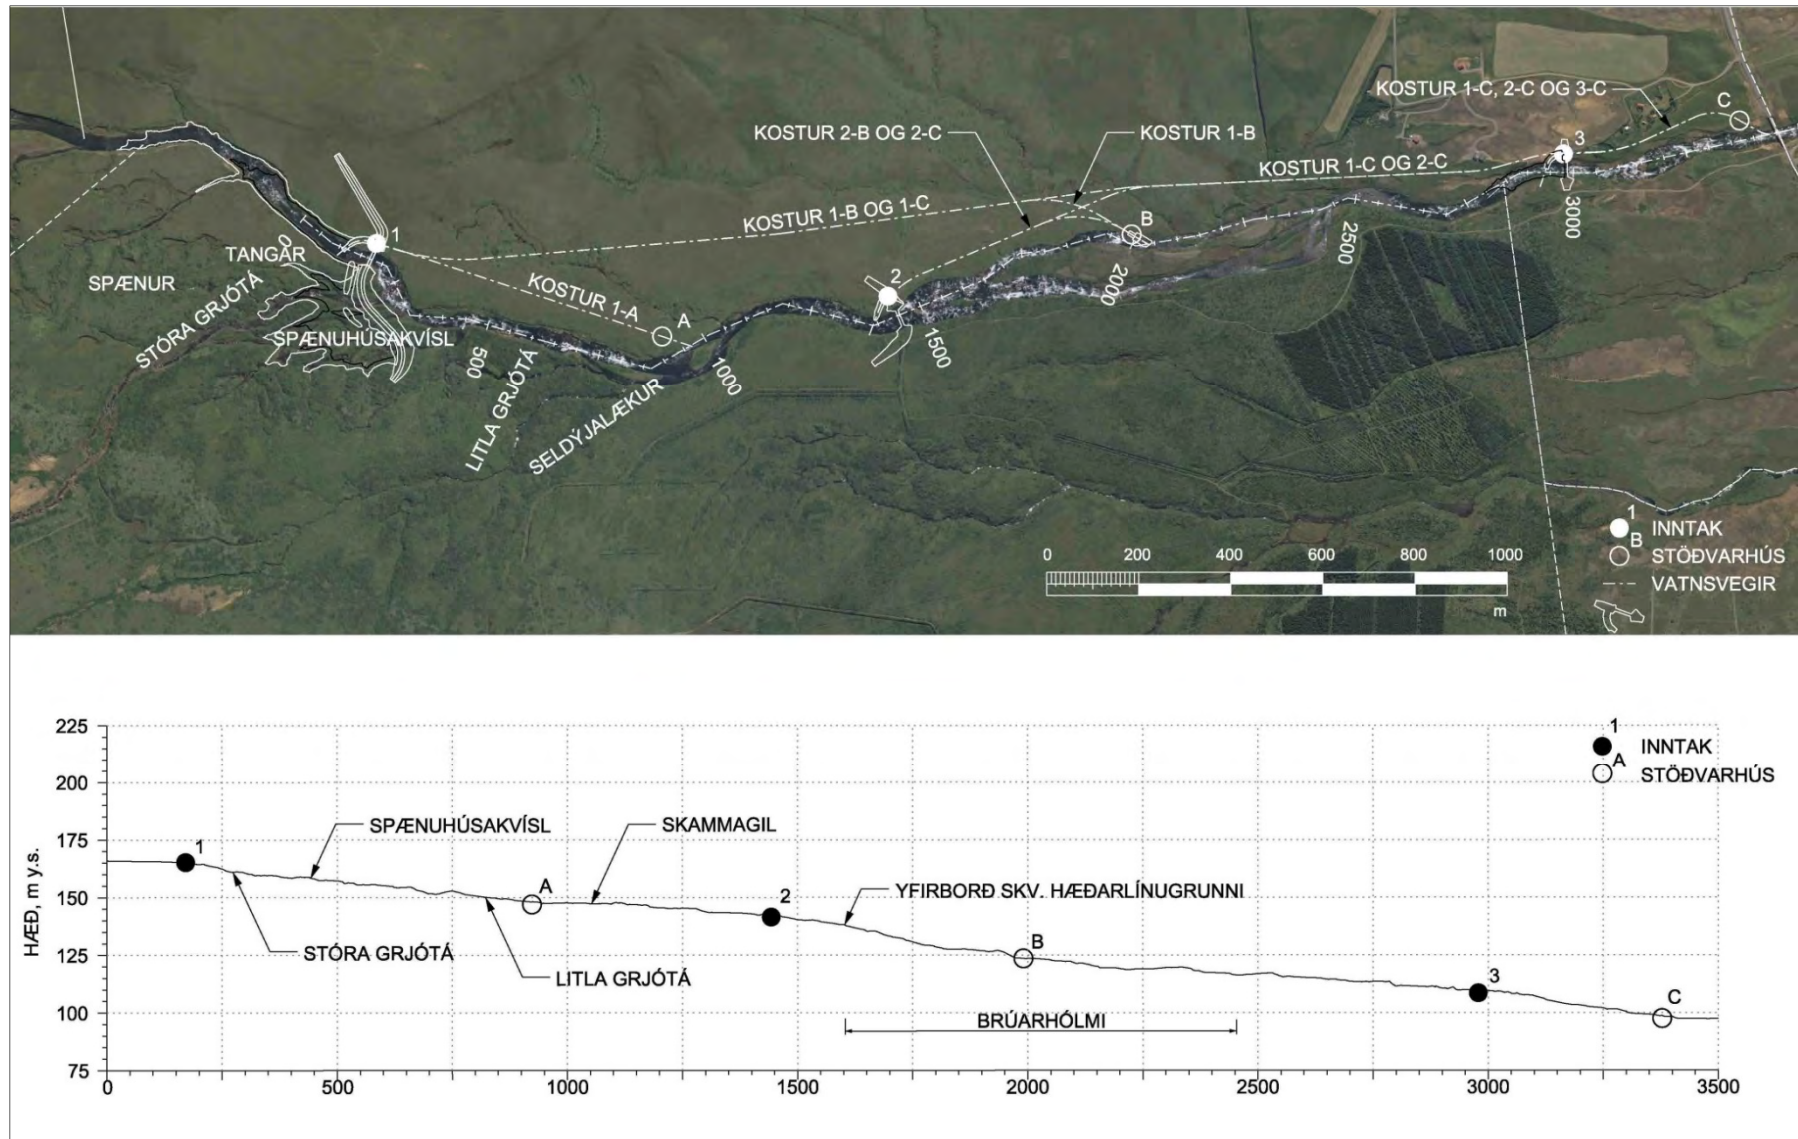 KOSTUR 1-C, 2-C OG 3-C
C
KOSTUR 2-B OG 2-C
KOSTUR 1-B
3
KOSTUR 1-C OG 2-C
KOSTUR 1-B OG 1-C
3000
1
0
B
2500
TANGAR
SPÆNUR
2000
KOSTUR 1-A
2
STÓRA GRJÓTÁ
A
SPÆNUHÚSAKVÍSL
1500
500
1000
LITLA GRJÓTÁ
SELDÝJALÆKUR
1
INNTAK
B
STÖÐVARHÚS
VATNSVEGIR
0 200 400 600 800 1000
m
225
200
175
150
125
100
75
HÆÐ, m y.s.
1
INNTAK
A
STÖÐVARHÚS
1
SPÆNUHÚSAKVÍSL
SKAMMAGIL
A
2
YFIRBORÐ SKV. HÆÐARLÍNUGRUNNI
STÓRA GRJÓTÁ
LITLA GRJÓTÁ
B
3
C
BRÚARHÓLMI
0 500 1000 1500 2000 2500 3000 3500